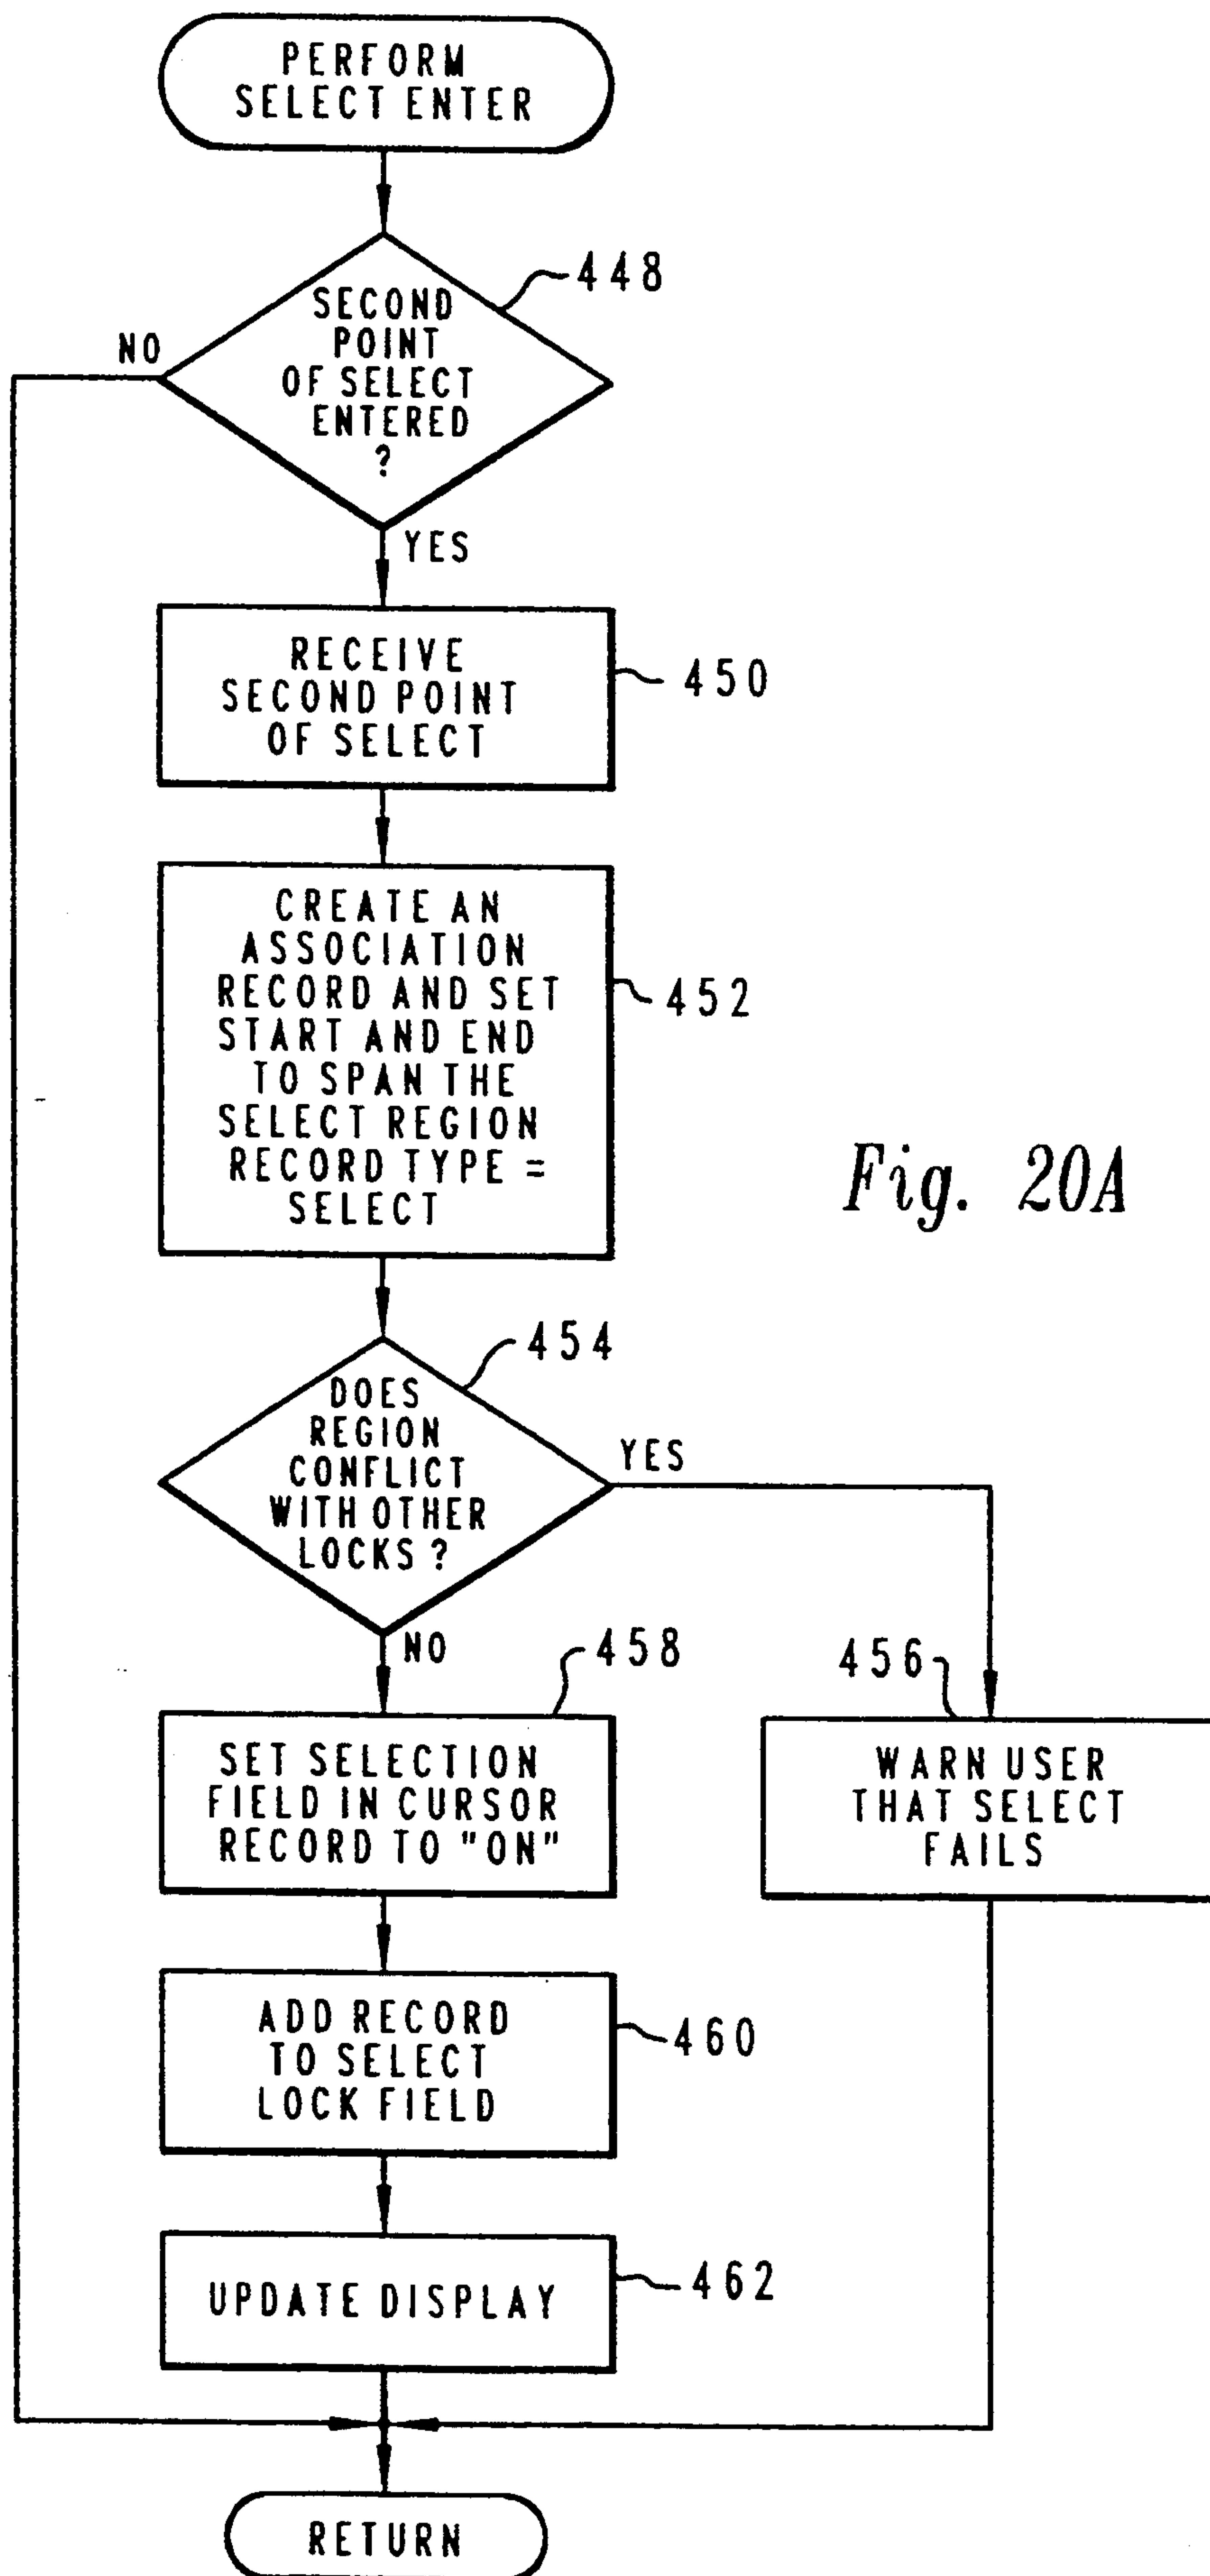 PERFORM
SELECT ENTER
448
SECOND
POINT
OF SELECT
ENTERED
?
NO
YES
RECEIVE
SECOND POINT
OF SELECT
450
CREATE AN
ASSOCIATION
RECORD AND SET
START AND END
TO SPAN THE
SELECT REGION
RECORD TYPE =
SELECT
452
Fig. 20A
454
DOES
REGION
CONFLICT
WITH OTHER
LOCKS ?
YES
NO
458
456
SET SELECTION
FIELD IN CURSOR
RECORD TO "ON"
WARN USER
THAT SELECT
FAILS
ADD RECORD
TO SELECT
LOCK FIELD
460
UPDATE DISPLAY
462
RETURN